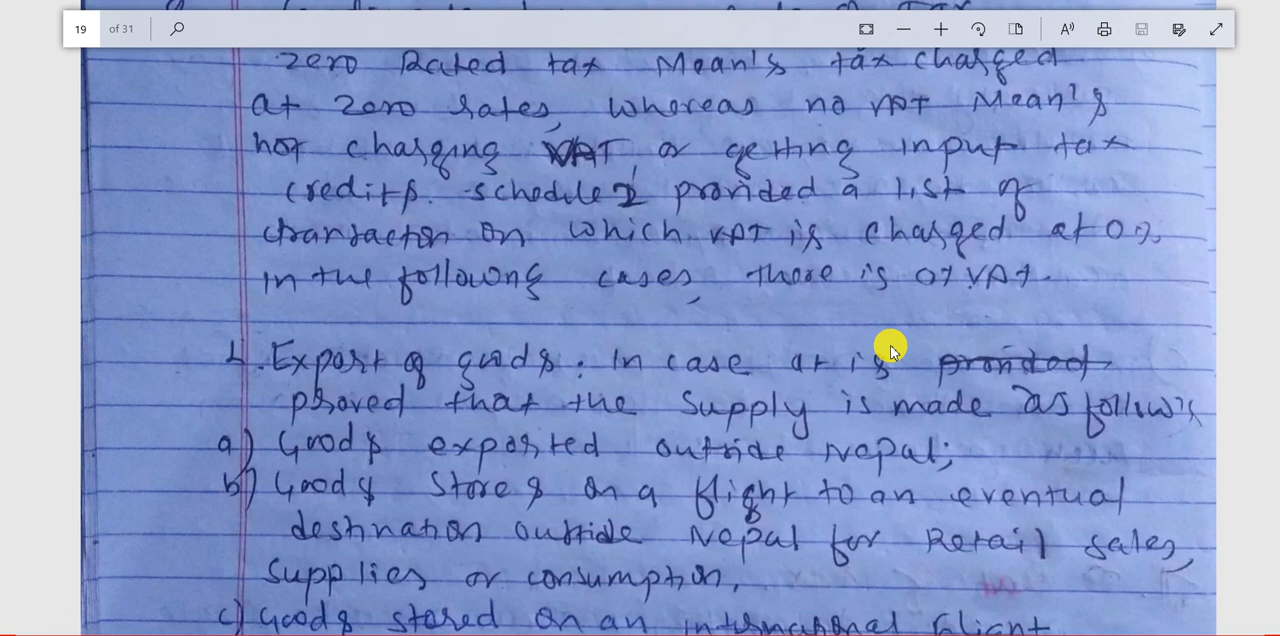 19 of 31
Zero Rated tax Mean's tax charged
at zero rates, whereas no VAT Mean's
not charging VAT or getting input tax
credits. schedule 2 provided a list of
transaction on which VAT is charged at 0%
In the following cases, there is 0% VAT.
1. Export of goods: In case at is provided
proved that the supply is made as follow's
a) Goods exported outside Nepal;
b) Goods stores on a flight to an eventual
destination outside Nepal for Retail sales,
supplies or consumption,
c) Goods stored on an international flight